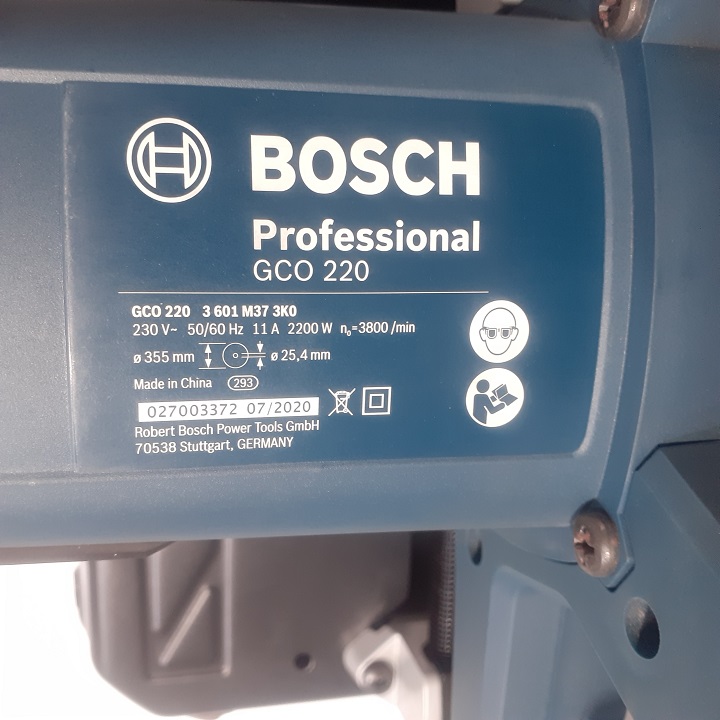 BOSCH
Professional
GCO 220
GCO 220 3 601 M37 3K0
230 V~ 50/60 Hz 11 A 2200 W n₀=3800 /min
ø 355 mm ø 25,4 mm
Made in China 293
027003372 07/2020
Robert Bosch Power Tools GmbH
70538 Stuttgart, GERMANY